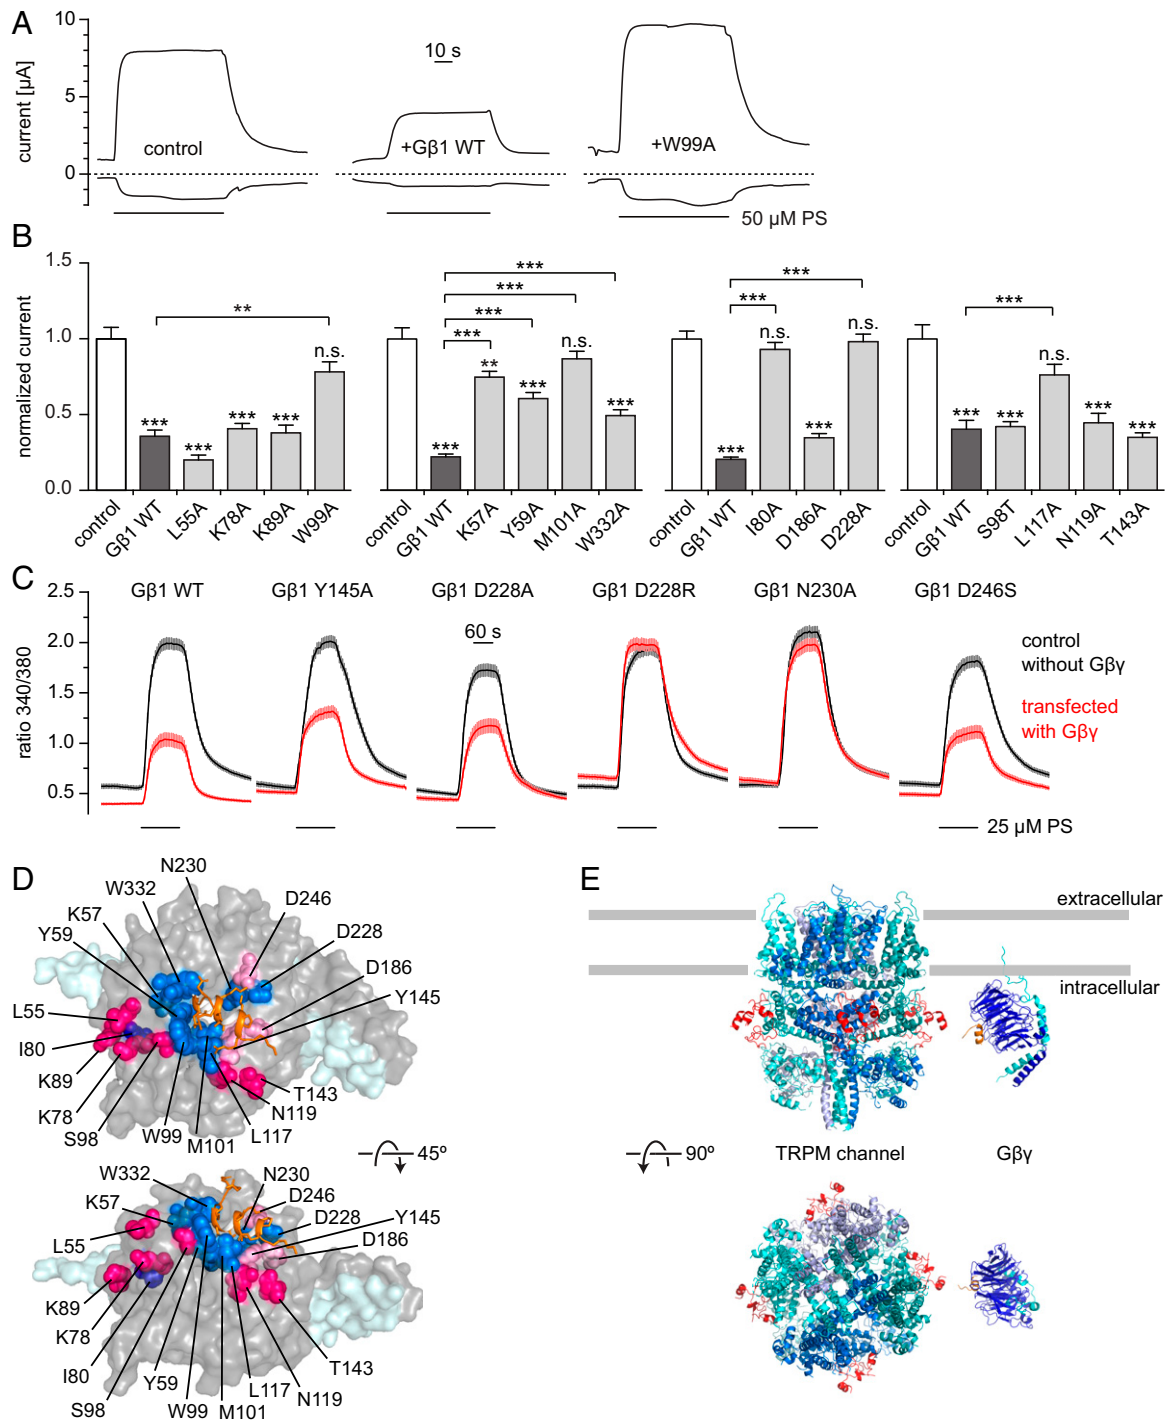 A
current [µA]
10
5
0
10 s
control
+Gβ1 WT
+W99A
50 µM PS
B
normalized current
1.5
1.0
0.5
0.0
** 
n.s.
***
***
***
***
control
Gβ1 WT
L55A
K78A
K89A
W99A
***
***
***
***
n.s.
**
***
***
***
control
Gβ1 WT
K57A
Y59A
M101A
W332A
***
***
n.s.
n.s.
***
***
control
Gβ1 WT
I80A
D186A
D228A
***
n.s.
***
***
***
***
control
Gβ1 WT
S98T
L117A
N119A
T143A
C
ratio 340/380
2.5
2.0
1.5
1.0
0.5
Gβ1 WT
Gβ1 Y145A
Gβ1 D228A
Gβ1 D228R
Gβ1 N230A
Gβ1 D246S
60 s
control
without Gβγ
transfected
with Gβγ
25 µM PS
D
N230
W332
D246
K57
D228
Y59
D186
Y145
L55
I80
K89
K78
S98
W99
M101
L117
N119
T143
45º
W332
N230
K57
D246
D228
Y145
L55
D186
K89
K78
I80
S98
Y59
W99
M101
L117
N119
T143
E
extracellular
intracellular
90º
TRPM channel
Gβγ